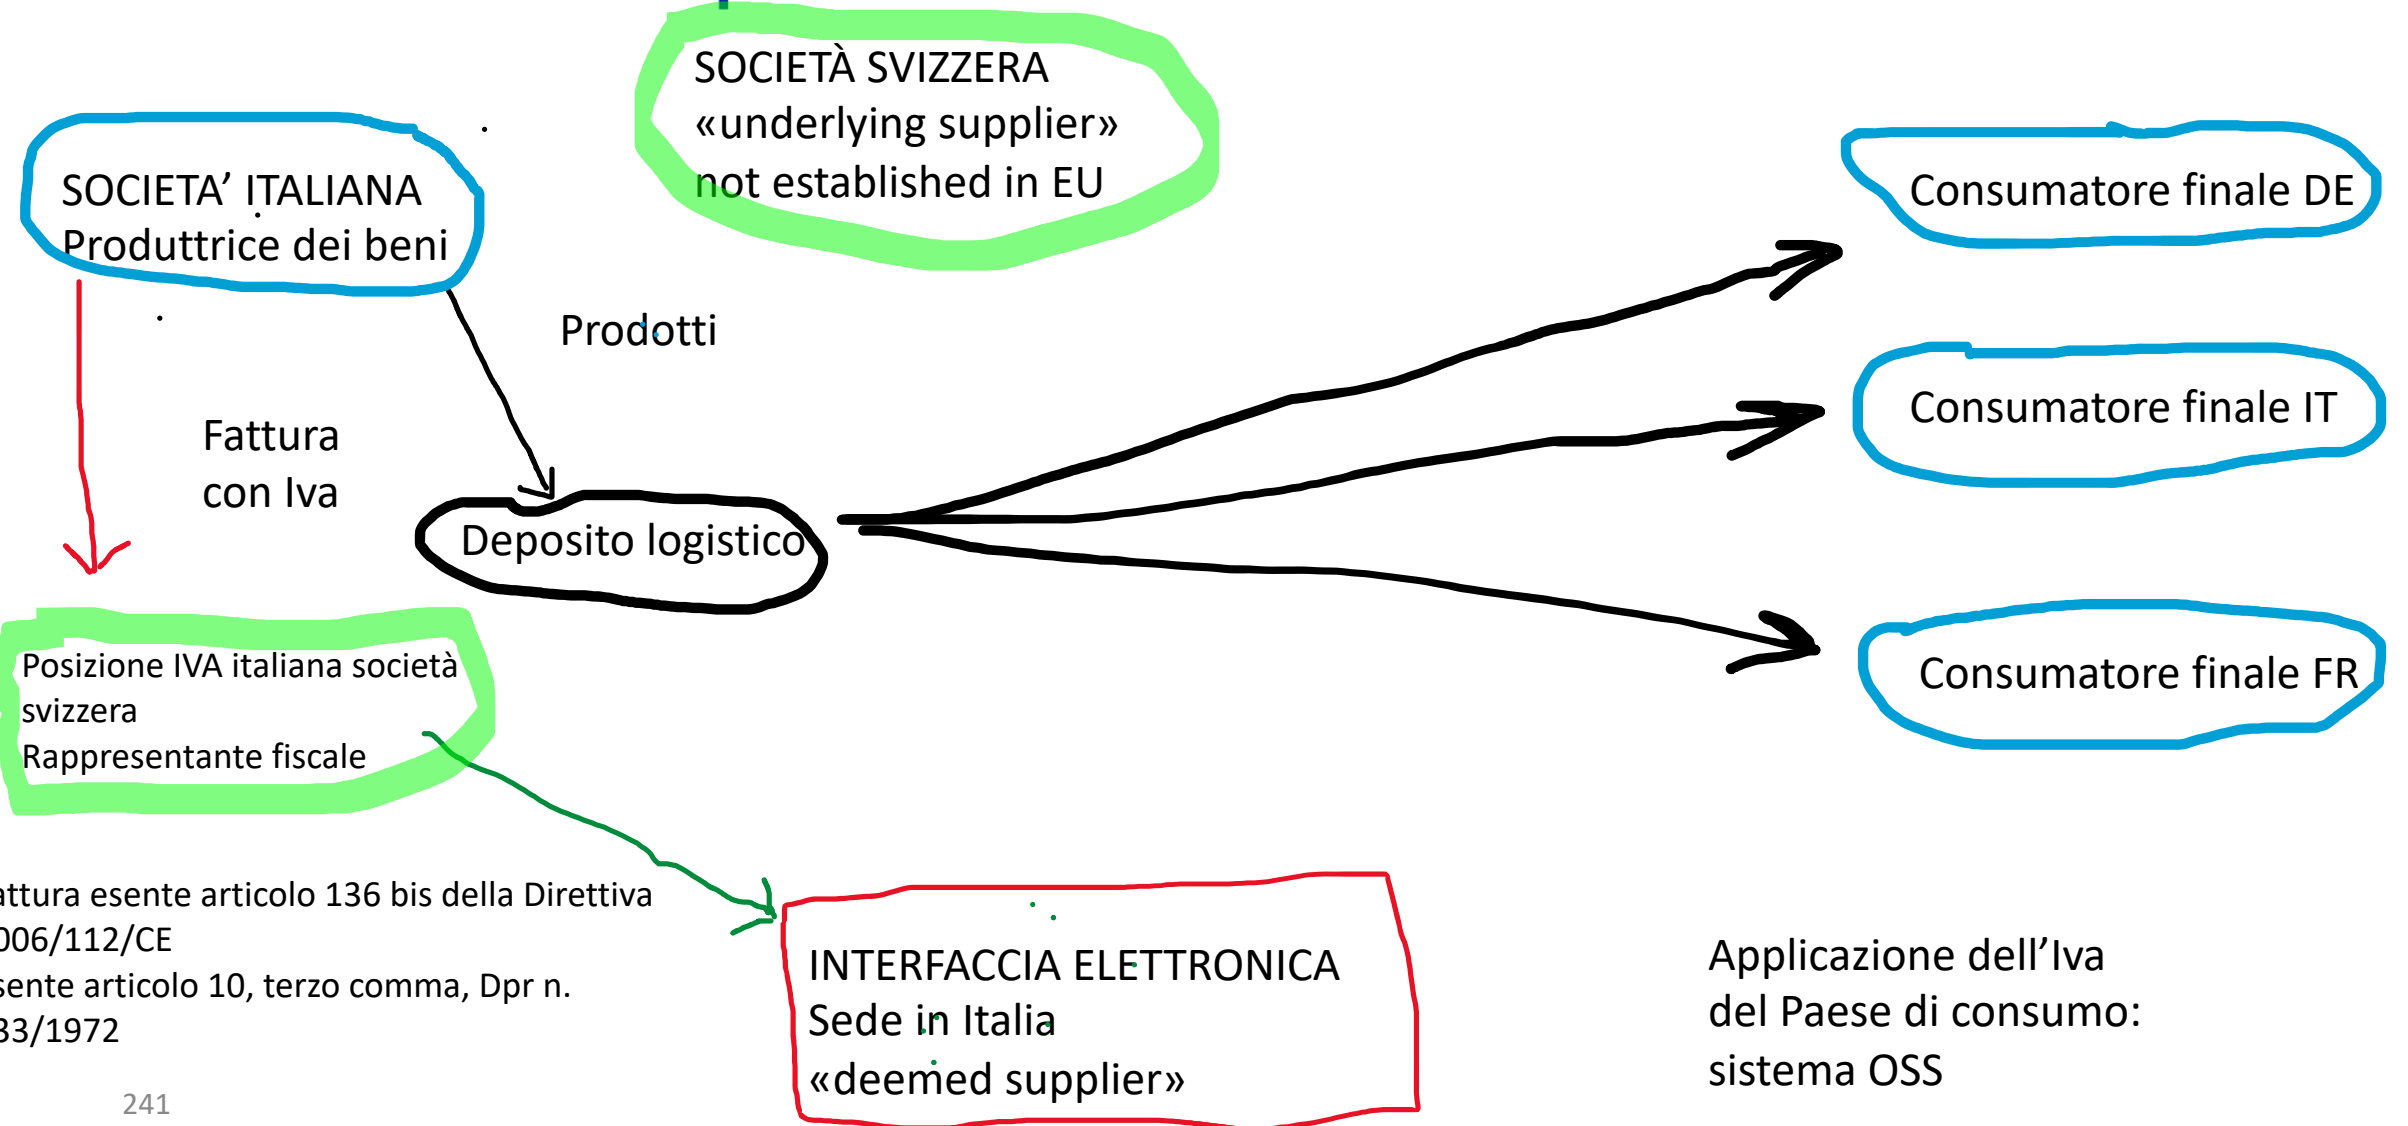 SOCIETÀ SVIZZERA
«underlying supplier»
not established in EU
SOCIETA’ ITALIANA
Produttrice dei beni
Consumatore finale DE
Prodotti
Consumatore finale IT
Fattura
con Iva
Deposito logistico
Consumatore finale FR
Posizione IVA italiana società
svizzera
Rappresentante fiscale
attura esente articolo 136 bis della Direttiva
006/112/CE
sente articolo 10, terzo comma, Dpr n.
33/1972
INTERFACCIA ELETTRONICA
Sede in Italia
«deemed supplier»
Applicazione dell’Iva
del Paese di consumo:
sistema OSS
241